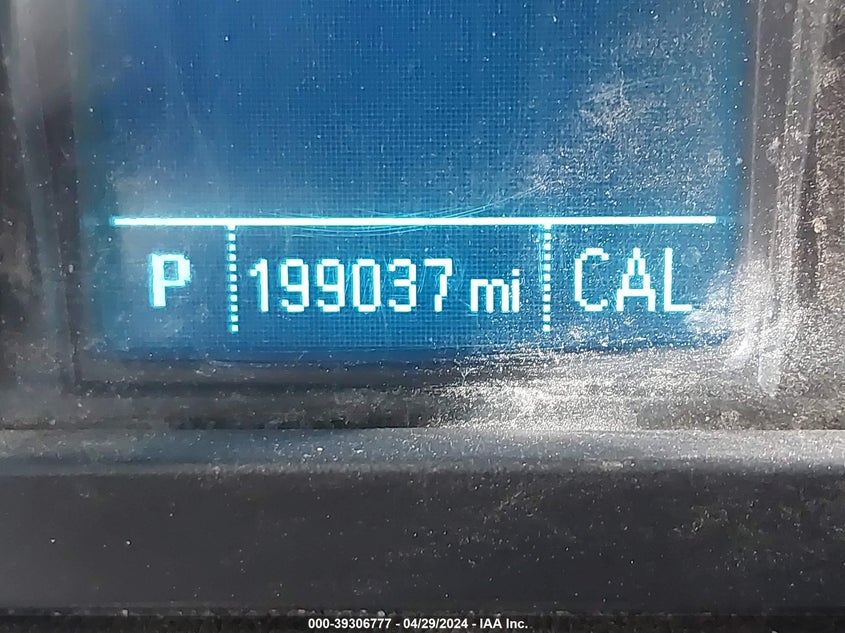 P 199037 mi CAL
000-39306777 - 04/29/2024 - IAA Inc.